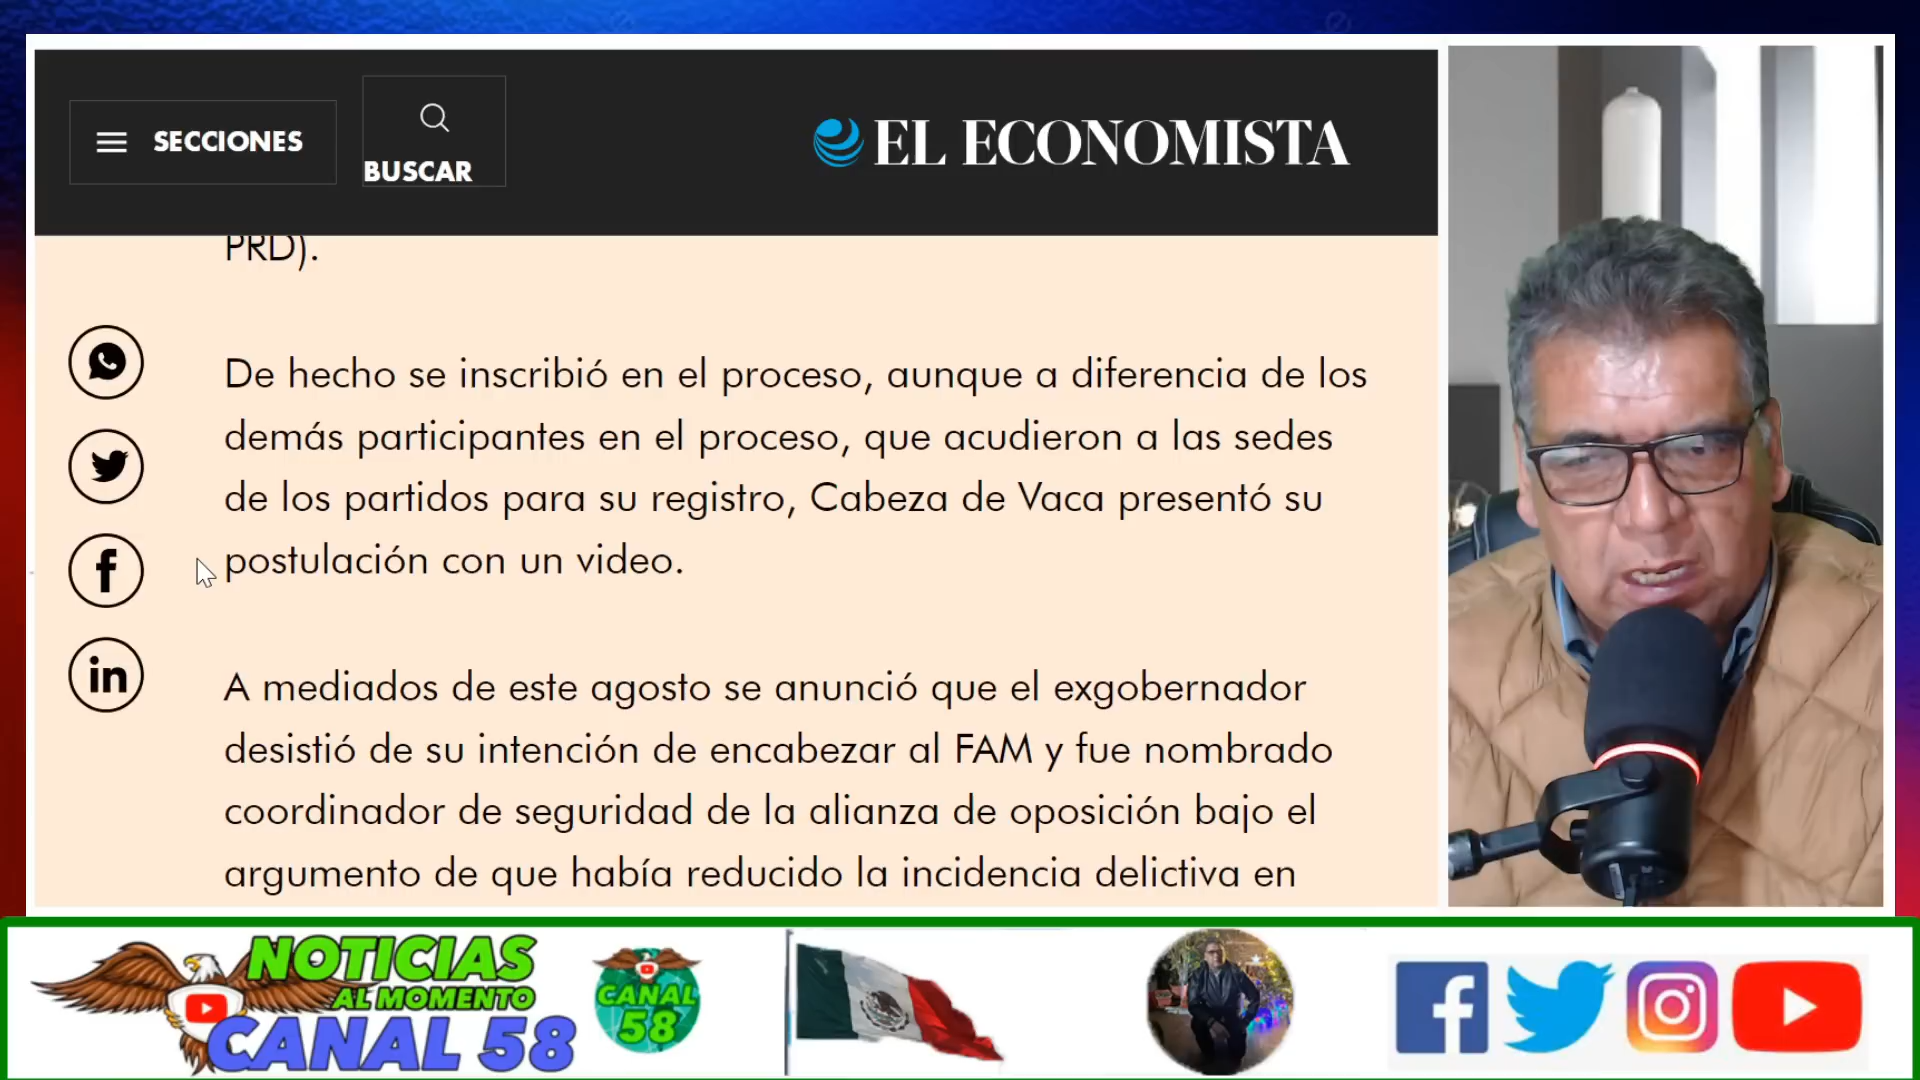 SECCIONES
BUSCAR
EL ECONOMISTA
PRD).
De hecho se inscribió en el proceso, aunque a diferencia de los
demás participantes en el proceso, que acudieron a las sedes
de los partidos para su registro, Cabeza de Vaca presentó su
postulación con un video.
A mediados de este agosto se anunció que el exgobernador
desistió de su intención de encabezar al FAM y fue nombrado
coordinador de seguridad de la alianza de oposición bajo el
argumento de que había reducido la incidencia delictiva en
NOTICIAS
AL MOMENTO
CANAL 58
CANAL
58